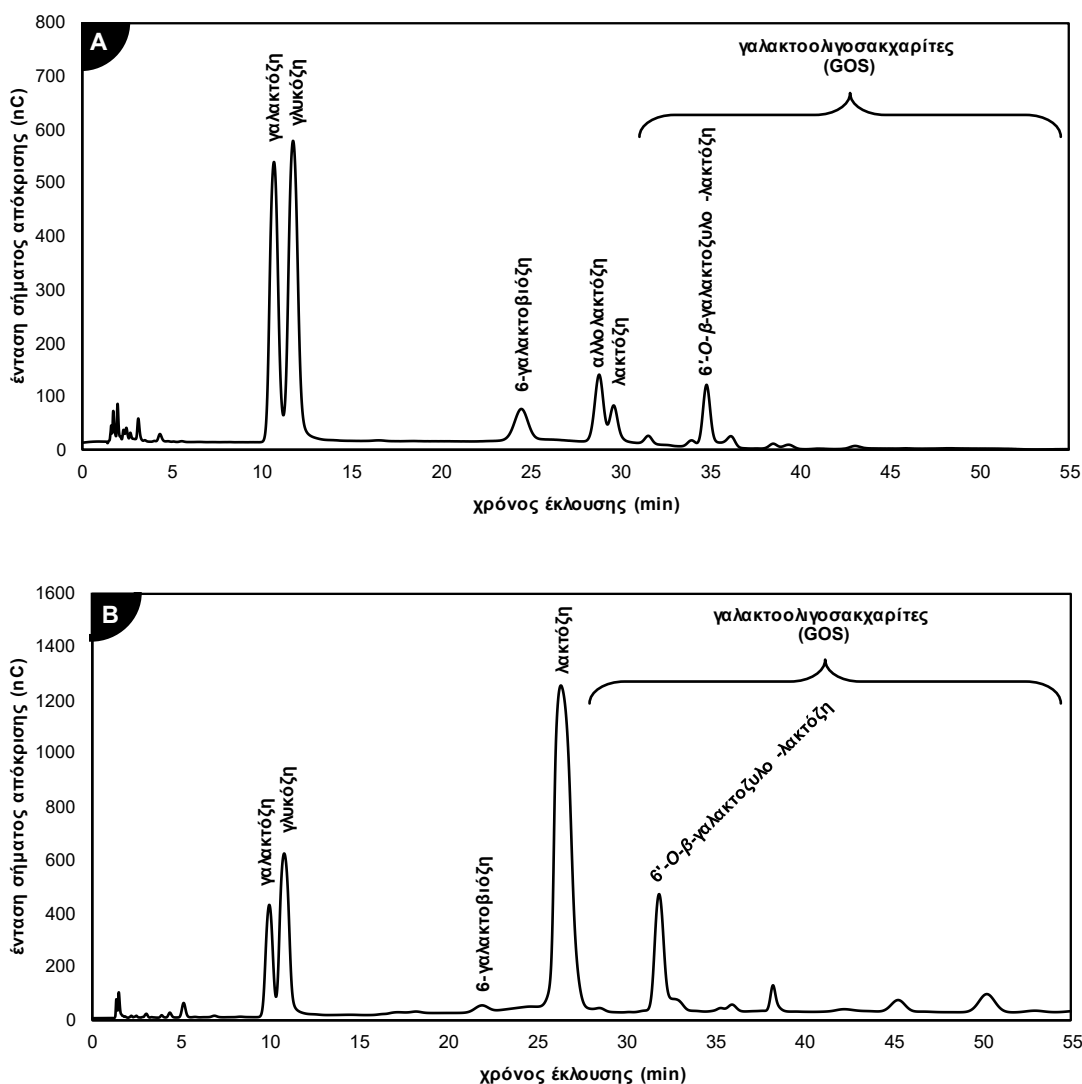 A
800
700
600
500
400
300
200
100
0
ένταση σήματος απόκρισης (nC)
γαλακτόζη
γλυκόζη
6-γαλακτοβιόζη
αλλολακτόζη
λακτόζη
6'-O-β-γαλακτοζυλο -λακτόζη
γαλακτοολιγοσακχαρίτες
(GOS)
0 5 10 15 20 25 30 35 40 45 50 55
χρόνος έκλουσης (min)
B
1600
1400
1200
1000
800
600
400
200
0
ένταση σήματος απόκρισης (nC)
γαλακτόζη
γλυκόζη
6-γαλακτοβιόζη
λακτόζη
6'-O-β-γαλακτοζυλο -λακτόζη
γαλακτοολιγοσακχαρίτες
(GOS)
0 5 10 15 20 25 30 35 40 45 50 55
χρόνος έκλουσης (min)